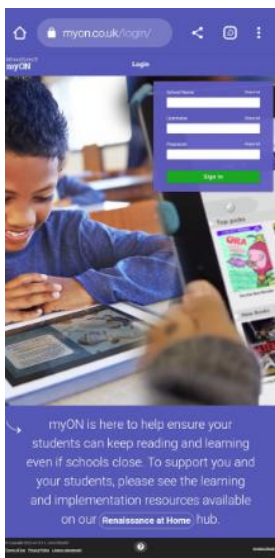 myon.co.uk/login/
myON
Login
School Name
Username
Password
Sign In
Top picks
New Books
myON is here to help ensure your
students can keep reading and learning
even if schools close. To support you and
your students, please see the learning
and implementation resources available
on our Renaissance at Home hub.